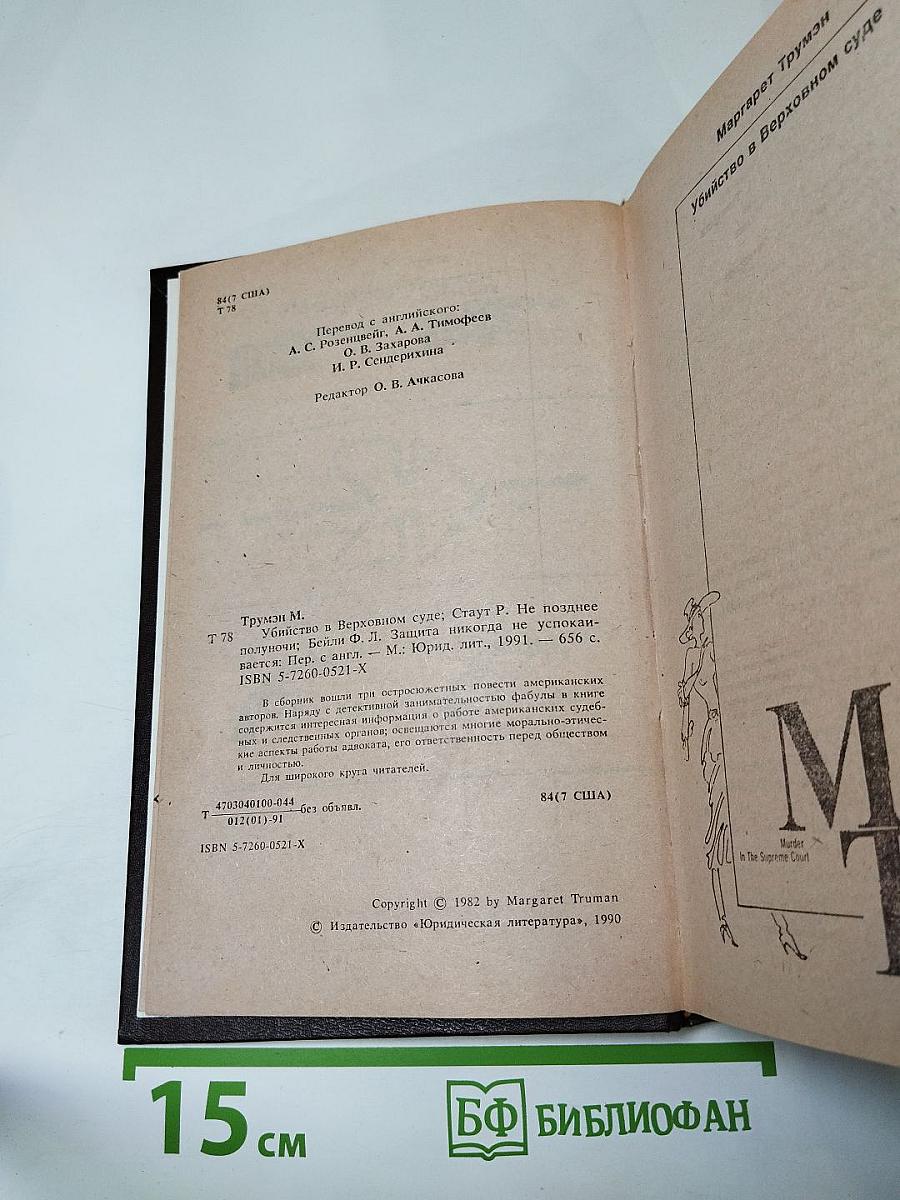 84(7 США)
Т 78
Перевод с английского:
А. С. Розенцвейг, А. А. Тимофеев
О. В. Захарова
И. Р. Сендерихина
Редактор О. В. Ачкасова
Трумэн М.
Т 78
Убийство в Верховном суде; Стаут Р. Не позднее
полуночи; Бейли Ф. Л. Защита никогда не успокаи-
вается: Пер. с англ. — М.: Юрид. лит., 1991. — 656 с.
ISBN 5-7260-0521-X
В сборник вошли три остросюжетных повести американских
авторов. Наряду с детективной занимательностью фабулы в книге
содержится интересная информация о работе американских судеб-
ных и следственных органов; освещаются многие морально-этичес-
кие аспекты работы адвоката, его ответственность перед обществом
и личностью.
Для широкого круга читателей.
Т 4703040100-044
012(01)-91
без объявл.
84(7 США)
ISBN 5-7260-0521-X
Copyright © 1982 by Margaret Truman
© Издательство «Юридическая литература», 1990
Маргарет Трумэн
Убийство в Верховном суде
M
T
Murder
In The Supreme Court
15 см
БФ БИБЛИОФАН